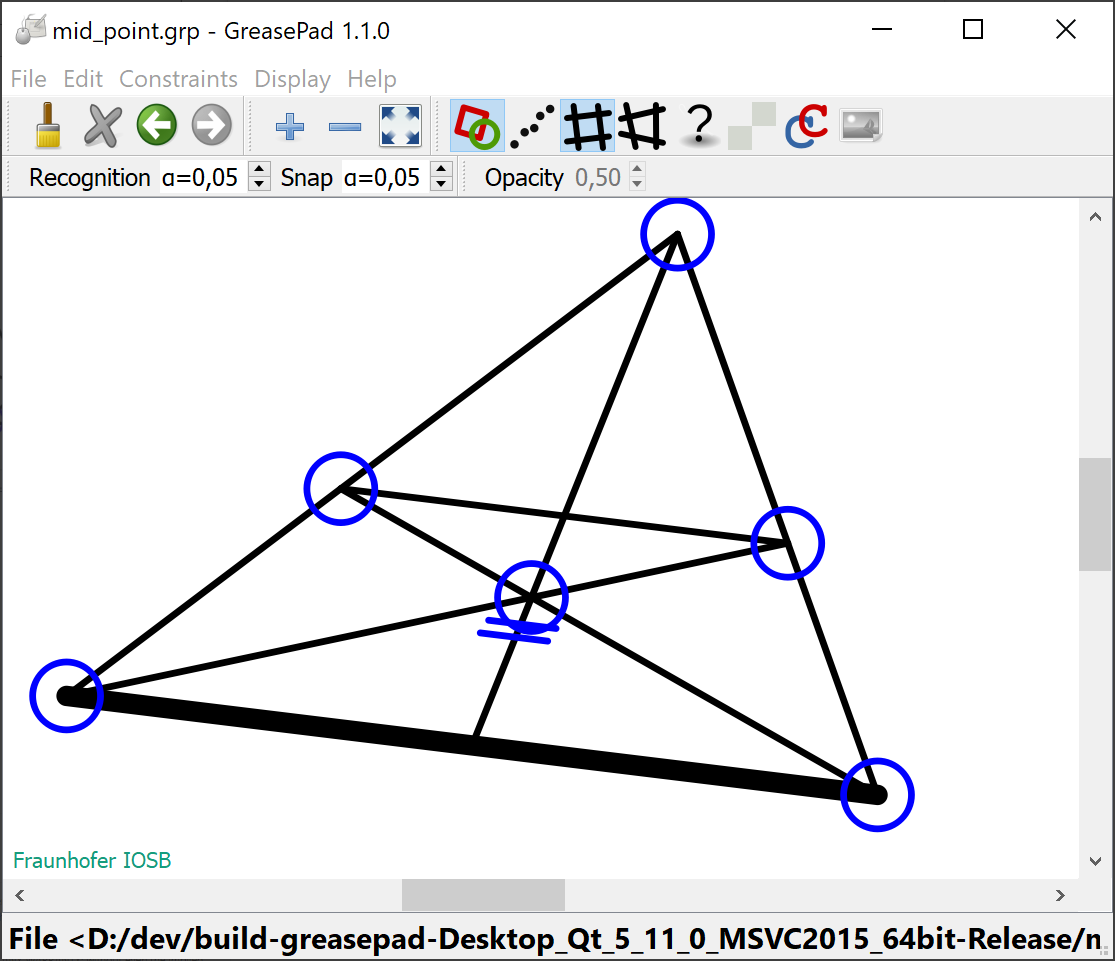 mid_point.grp - GreasePad 1.1.0
File Edit Constraints Display Help
Recognition α=0,05 Snap α=0,05 Opacity 0,50
Fraunhofer IOSB
File <D:/dev/build-greasepad-Desktop_Qt_5_11_0_MSVC2015_64bit-Release/